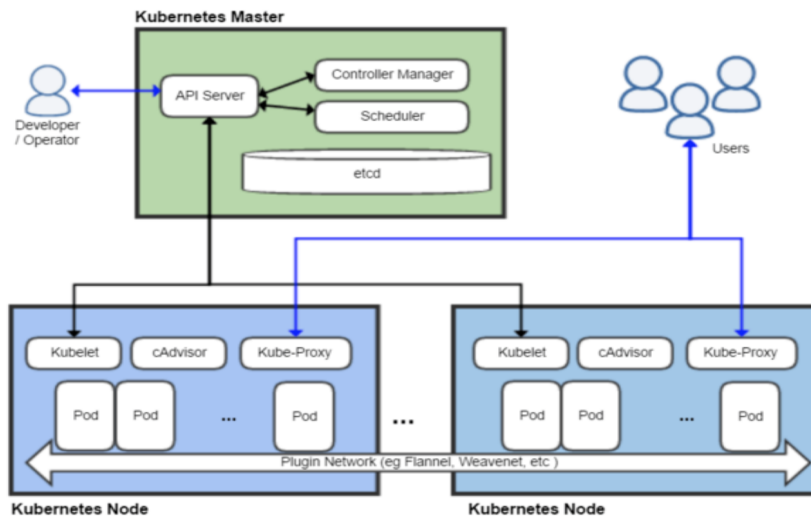 Kubernetes Master
API Server
Controller Manager
Scheduler
etcd
Developer
/ Operator
Users
Kubelet
cAdvisor
Kube-Proxy
Pod
Pod
...
Pod
...
Kubelet
cAdvisor
Kube-Proxy
Pod
Pod
...
Pod
Plugin Network (eg Flannel, Weavenet, etc )
Kubernetes Node
Kubernetes Node